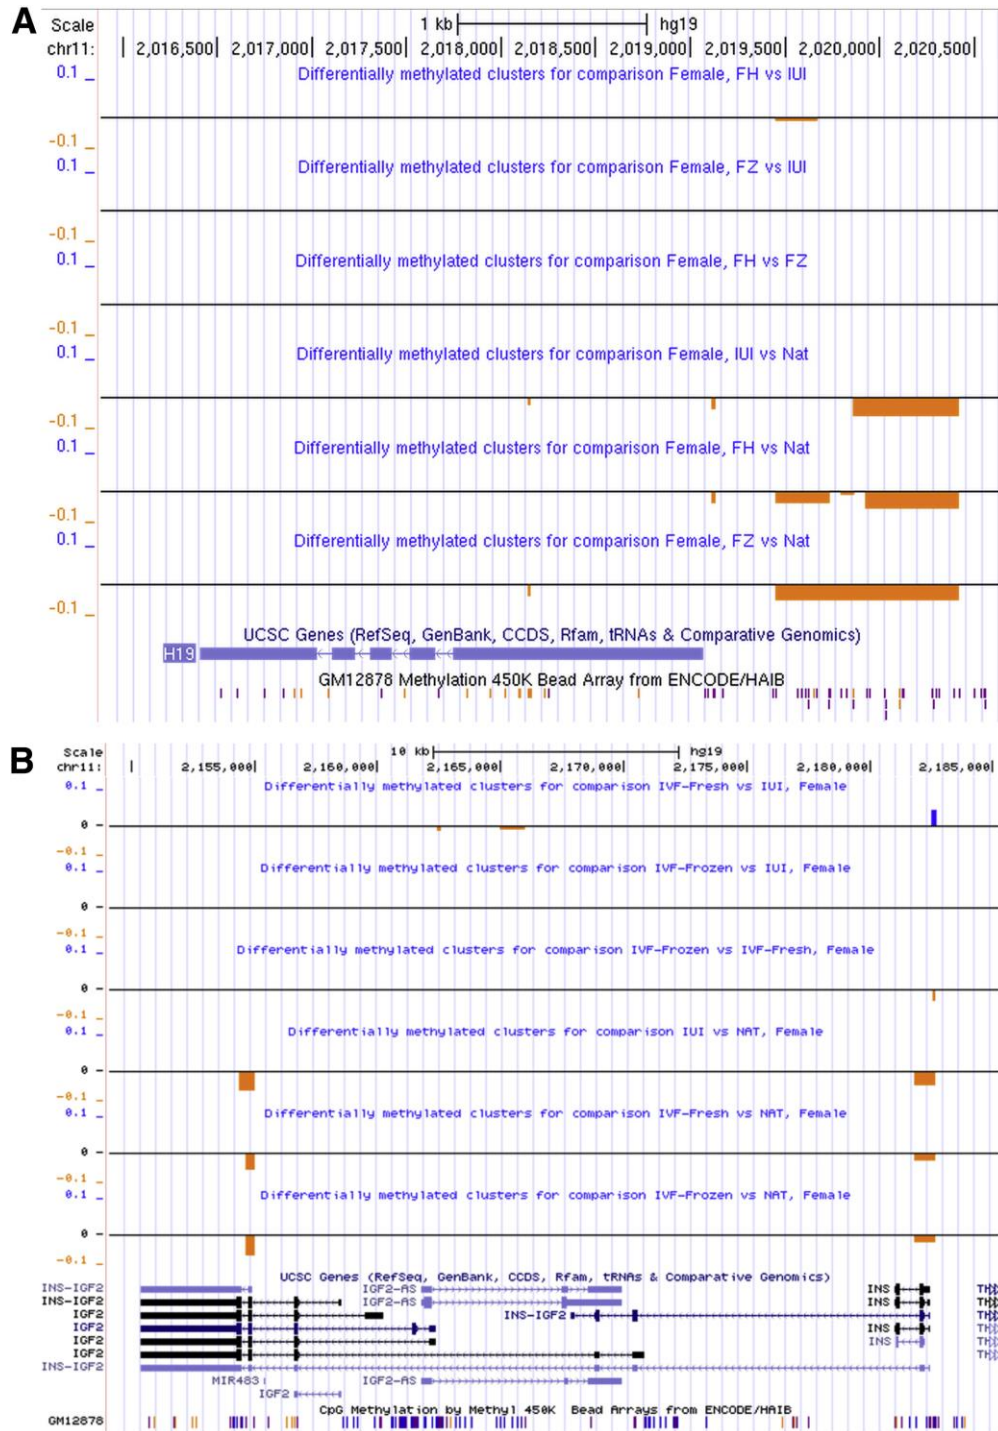 A
Scale 1 kb hg19
chr11: 2,016,500 2,017,000 2,017,500 2,018,000 2,018,500 2,019,000 2,019,500 2,020,000 2,020,500
0.1 _ Differentially methylated clusters for comparison Female, FH vs IUI
-0.1 _
0.1 _ Differentially methylated clusters for comparison Female, FZ vs IUI
-0.1 _
0.1 _ Differentially methylated clusters for comparison Female, FH vs FZ
-0.1 _
0.1 _ Differentially methylated clusters for comparison Female, IUI vs Nat
-0.1 _
0.1 _ Differentially methylated clusters for comparison Female, FH vs Nat
-0.1 _
0.1 _ Differentially methylated clusters for comparison Female, FZ vs Nat
-0.1 _
UCSC Genes (RefSeq, GenBank, CCDS, Rfam, tRNAs & Comparative Genomics)
H19
GM12878 Methylation 450K Bead Array from ENCODE/HAIB
B
Scale 10 kb hg19
chr11: 2,155,000 2,160,000 2,165,000 2,170,000 2,175,000 2,180,000 2,185,000
0.1 _ Differentially methylated clusters for comparison IVF-Fresh vs IUI, Female
0 -
-0.1 _
0.1 _ Differentially methylated clusters for comparison IVF-Frozen vs IUI, Female
0 -
-0.1 _
0.1 _ Differentially methylated clusters for comparison IVF-Frozen vs IVF-Fresh, Female
0 -
-0.1 _
0.1 _ Differentially methylated clusters for comparison IUI vs NAT, Female
0 -
-0.1 _
0.1 _ Differentially methylated clusters for comparison IVF-Fresh vs NAT, Female
0 -
-0.1 _
0.1 _ Differentially methylated clusters for comparison IVF-Frozen vs NAT, Female
0 -
-0.1 _
UCSC Genes (RefSeq, GenBank, CCDS, Rfam, tRNAs & Comparative Genomics)
INS-IGF2 IGF2-AS INS
INS-IGF2 IGF2-AS INS
IGF2 INS-IGF2
IGF2 INS
IGF2 INS
IGF2
INS-IGF2
MIR483 IGF2-AS
IGF2
CpG Methylation by Methyl 450K Bead Arrays from ENCODE/HAIB
GM12878